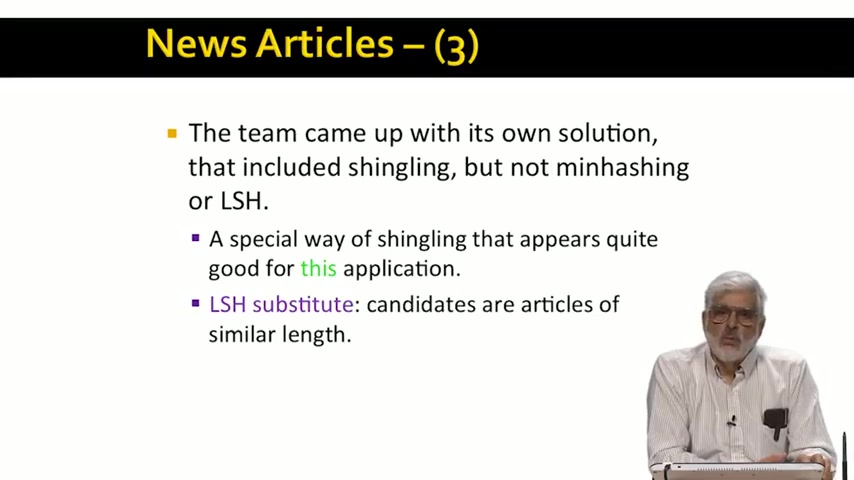 News Articles – (3)
The team came up with its own solution,
that included shingling, but not minhashing
or LSH.
A special way of shingling that appears quite
good for this application.
LSH substitute: candidates are articles of
similar length.